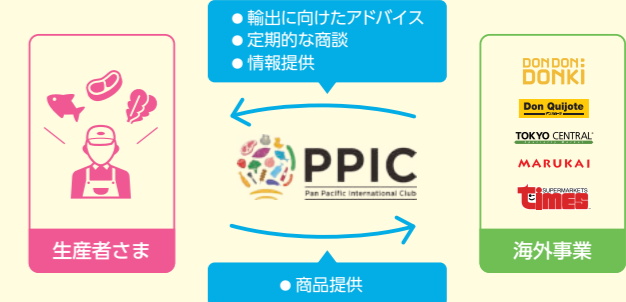 ● 輸出に向けたアドバイス
● 定期的な商談
● 情報提供
生産者さま
PPIC
Pan Pacific International Club
● 商品提供
DON DON:
DONKI
Don Quijote
TOKYO CENTRAL
MARUKAI
SUPERMARKETS
times
海外事業